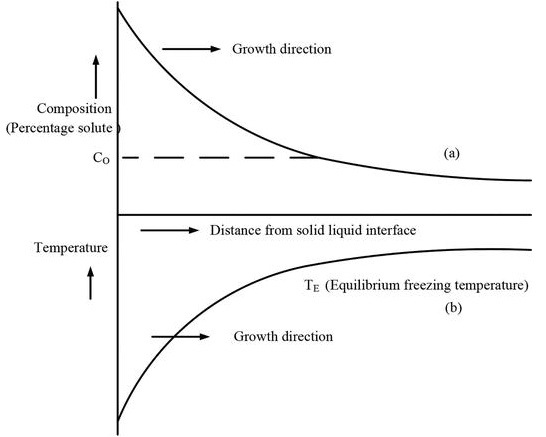 Growth direction
Composition
(Percentage solute)
(a)
CO
Distance from solid liquid interface
Temperature
TE (Equilibrium freezing temperature)
(b)
Growth direction